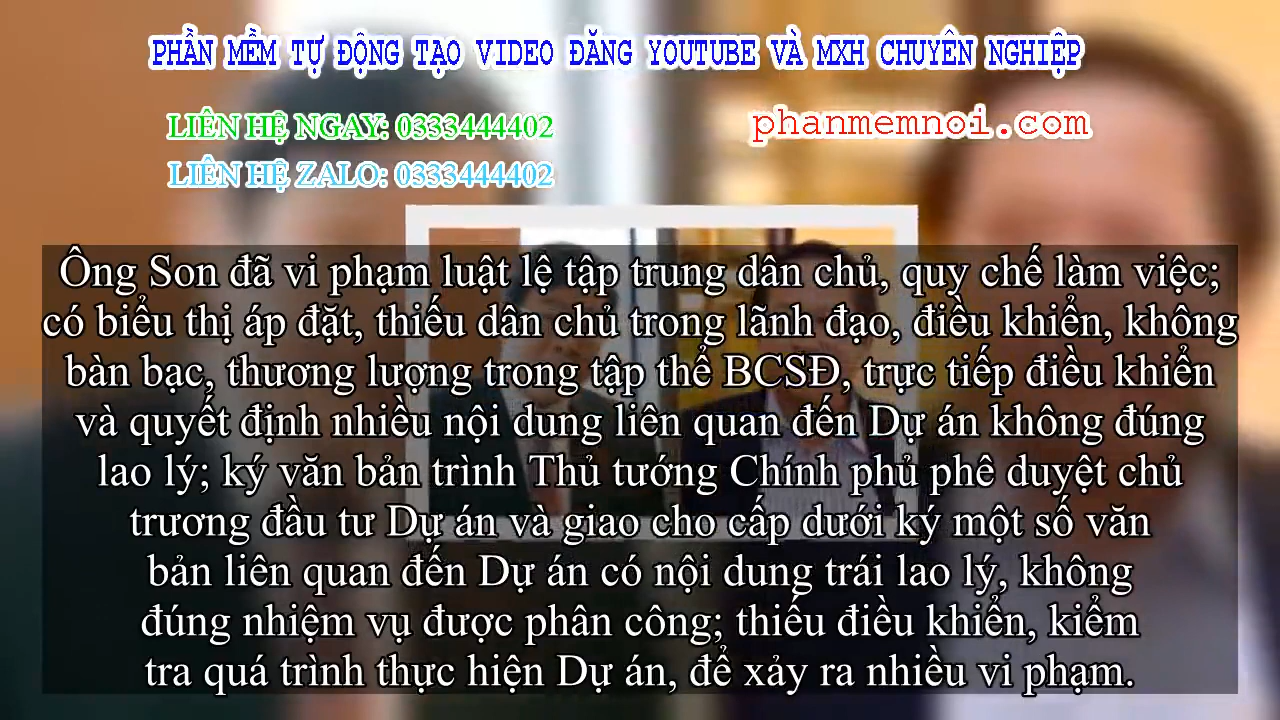 PHẦN MỀM TỰ ĐỘNG TẠO VIDEO ĐĂNG YOUTUBE VÀ MXH CHUYÊN NGHIỆP
LIÊN HỆ NGAY: 0333444402
phanmemnoi.com
LIÊN HỆ ZALO: 0333444402
Ông Son đã vi phạm luật lệ tập trung dân chủ, quy chế làm việc;
có biểu thị áp đặt, thiếu dân chủ trong lãnh đạo, điều khiển, không
bàn bạc, thương lượng trong tập thể BCSĐ, trực tiếp điều khiển
và quyết định nhiều nội dung liên quan đến Dự án không đúng
lao lý; ký văn bản trình Thủ tướng Chính phủ phê duyệt chủ
trương đầu tư Dự án và giao cho cấp dưới ký một số văn
bản liên quan đến Dự án có nội dung trái lao lý, không
đúng nhiệm vụ được phân công; thiếu điều khiển, kiểm
tra quá trình thực hiện Dự án, để xảy ra nhiều vi phạm.